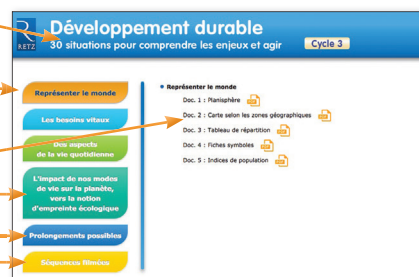 R
RETZ
Développement durable
30 situations pour comprendre les enjeux et agir
Cycle 3
Représenter le monde
Les besoins vitaux
Des aspects
de la vie quotidienne
L'impact de nos modes
de vie sur la planète,
vers la notion
d'empreinte écologique
Prolongements possibles
Séquences filmées
• Représenter le monde
Doc. 1 : Planisphère
Doc. 2 : Carte selon les zones géographiques
Doc. 3 : Tableau de répartition
Doc. 4 : Fiches symboles
Doc. 5 : Indices de population